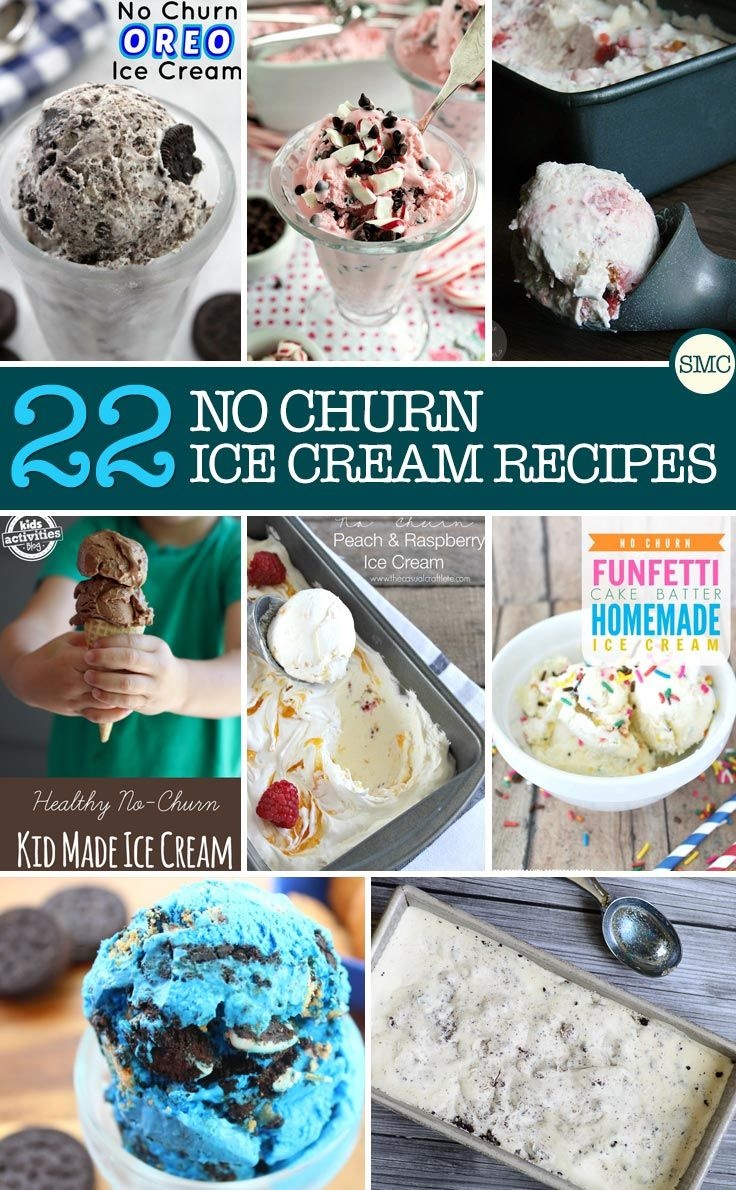 No Churn
OREO
Ice Cream
SMC
22 NO CHURN
ICE CREAM RECIPES
kids
activities
Blog
Healthy No-Churn
KID MADE ICE CREAM
No Churn
Peach & Raspberry
Ice Cream
www.thecasualcraftlete.com
NO CHURN
FUNFETTI
CAKE BATTER
HOMEMADE
ICE CREAM